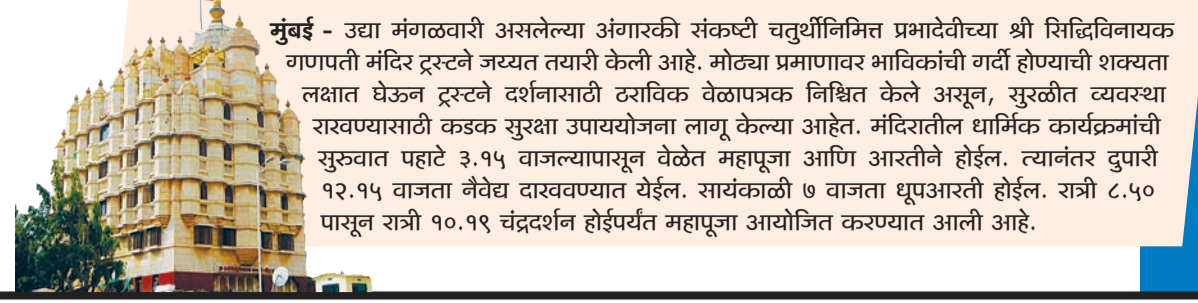 मुंबई - उद्या मंगळवारी असलेल्या अंगारकी संकष्टी चतुर्थीनिमित्त प्रभादेवीच्या श्री सिद्धिविनायक
गणपती मंदिर ट्रस्टने जय्यत तयारी केली आहे. मोठ्या प्रमाणावर भाविकांची गर्दी होण्याची शक्यता
लक्षात घेऊन ट्रस्टने दर्शनासाठी ठराविक वेळापत्रक निश्चित केले असून, सुरळीत व्यवस्था
राखण्यासाठी कडक सुरक्षा उपाययोजना लागू केल्या आहेत. मंदिरातील धार्मिक कार्यक्रमांची
सुरुवात पहाटे ३.१५ वाजल्यापासून वेळेत महापूजा आणि आरतीने होईल. त्यानंतर दुपारी
१२.१५ वाजता नैवेद्य दाखवण्यात येईल. सायंकाळी ७ वाजता धूपआरती होईल. रात्री ८.५०
पासून रात्री १०.१९ चंद्रदर्शन होईपर्यंत महापूजा आयोजित करण्यात आली आहे.